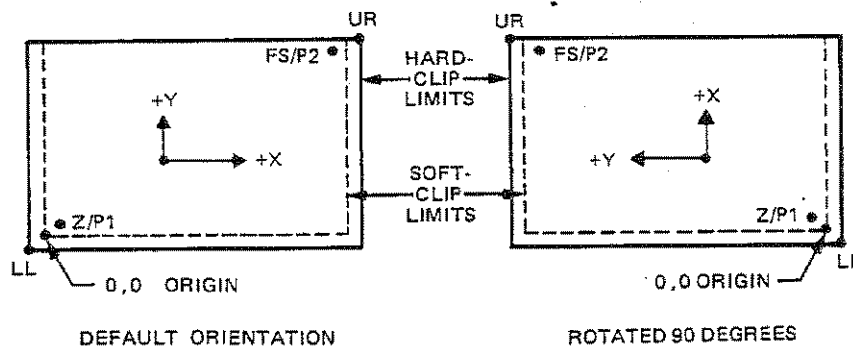 UR
FS/P2
+Y
+X
Z/P1
LL
0,0 ORIGIN
DEFAULT ORIENTATION
HARD-
CLIP
LIMITS
SOFT-
CLIP
LIMITS
UR
FS/P2
+X
+Y
Z/P1
0,0 ORIGIN
ROTATED 90 DEGREES